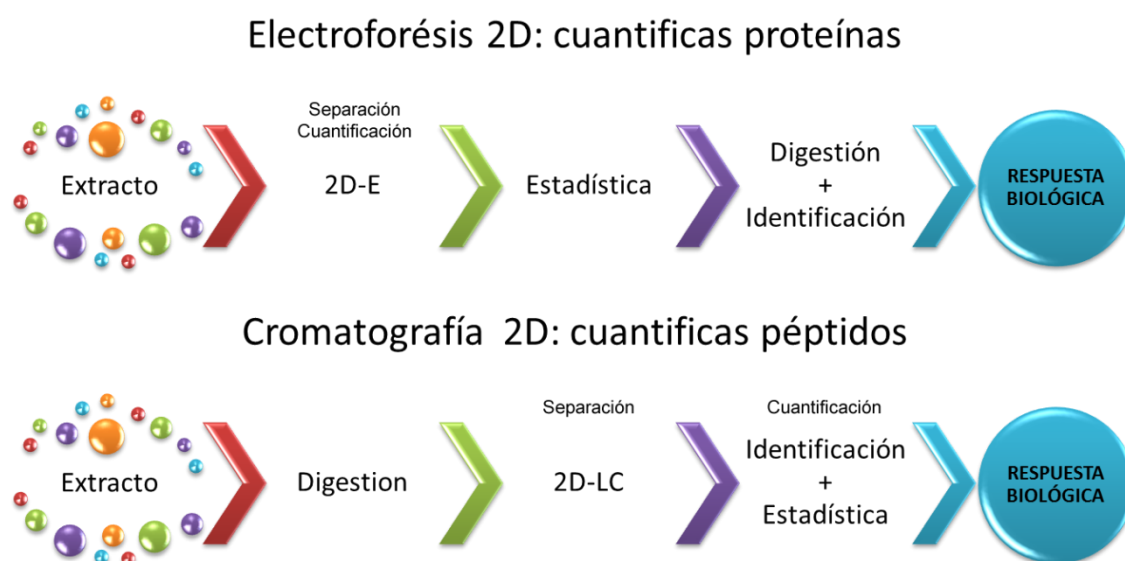 Electroforésis 2D: cuantificas proteínas
Extracto
Separación
Cuantificación
2D-E
Estadística
Digestión
+
Identificación
RESPUESTA
BIOLÓGICA
Cromatografía 2D: cuantificas péptidos
Extracto
Digestion
Separación
2D-LC
Cuantificación
Identificación
+
Estadística
RESPUESTA
BIOLÓGICA